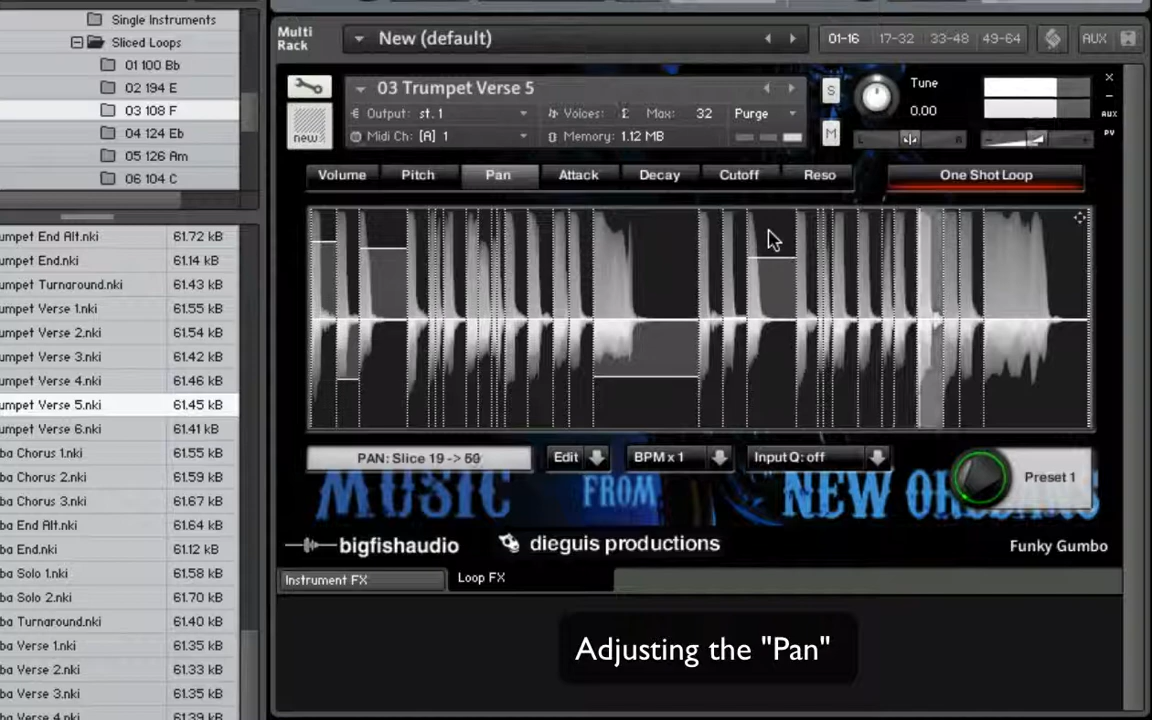 Single Instruments
Sliced Loops
01 100 Bb
02 194 E
03 108 F
04 124 Eb
05 126 Am
06 104 C
umpet End Alt.nki 61.72 kB
umpet End.nki 61.14 kB
umpet Turnaround.nki 61.43 kB
umpet Verse 1.nki 61.55 kB
umpet Verse 2.nki 61.54 kB
umpet Verse 3.nki 61.42 kB
umpet Verse 4.nki 61.46 kB
umpet Verse 5.nki 61.45 kB
umpet Verse 6.nki 61.41 kB
ba Chorus 1.nki 61.55 kB
ba Chorus 2.nki 61.59 kB
ba Chorus 3.nki 61.67 kB
ba End Alt.nki 61.64 kB
ba End.nki 61.12 kB
ba Solo 1.nki 61.58 kB
ba Solo 2.nki 61.70 kB
ba Turnaround.nki 61.40 kB
ba Verse 1.nki 61.35 kB
ba Verse 2.nki 61.33 kB
ba Verse 3.nki 61.35 kB
ba Verse 4.nki 61.39 kB
Multi Rack
New (default)
01-16 17-32 33-48 49-64 AUX
03 Trumpet Verse 5
Output: st.1 Voices: Max: 32 Purge
Midi Ch: [A] 1 Memory: 1.12 MB
new
S
M
Tune
0.00
L R
AUX
PV
Volume Pitch Pan Attack Decay Cutoff Reso One Shot Loop
PAN: Slice 19 -> 60 Edit BPM x 1 Input Q: off
Preset 1
MUSIC FROM NEW ORLEANS
bigfishaudio dieguis productions Funky Gumbo
Instrument FX Loop FX
Adjusting the "Pan"